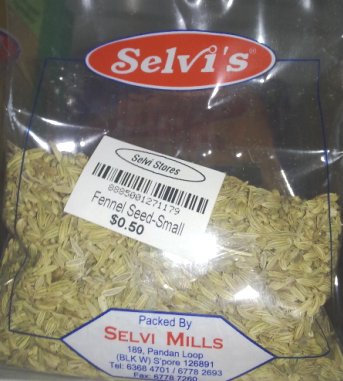 Selvi's
Selvi Stores
8885001271179
Fennel Seed-Small
$0.50
Packed By
SELVI MILLS
189, Pandan Loop
(BLK W) S'pore 126891
Tel: 6368 4701 / 6778 2693
Fax: 6778 7260